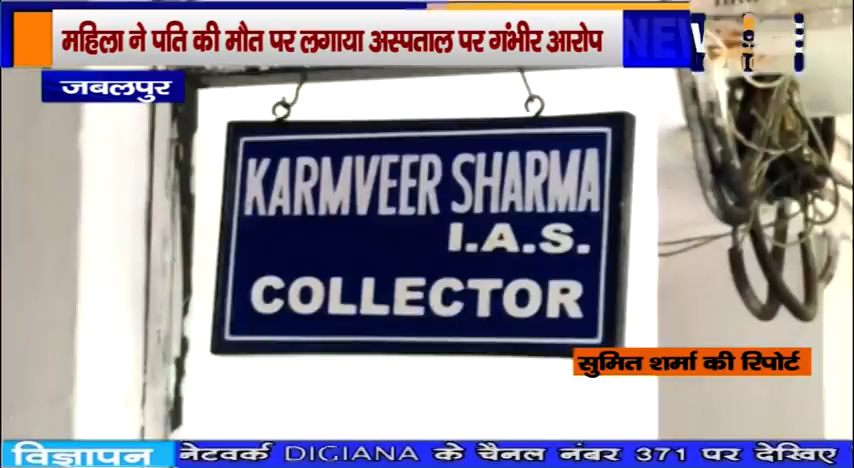 महिला ने पति की मौत पर लगाया अस्पताल पर गंभीर आरोप
NEWS
जबलपुर
KARMVEER SHARMA
I.A.S.
COLLECTOR
सुमित शर्मा की रिपोर्ट
विज्ञापन नेटवर्क DIGIANA के चैनल नंबर 371 पर देखिए